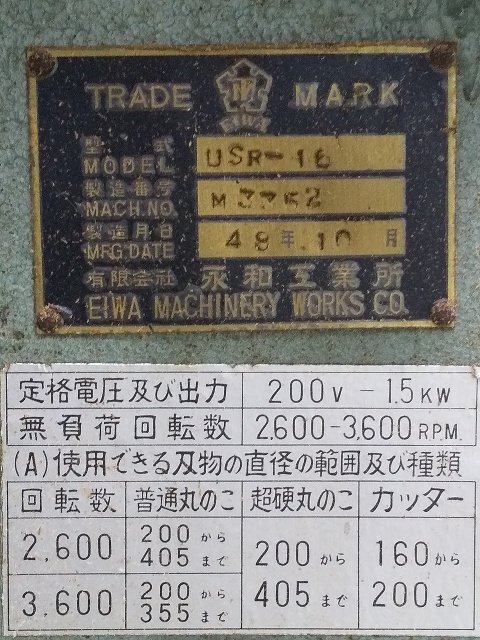 TRADE MARK
EIWA
型式 USR-16
MODEL
製造番号
MACH.NO.
製造月日 48年.10月
MFG DATE
有限会社 永和工業所
EIWA MACHINERY WORKS CO.
定格電圧及び出力 200V-1.5KW
無負荷回転数 2,600-3,600 R.P.M.
(A)使用できる刃物の直径の範囲及び種類
回転数 普通丸のこ 超硬丸のこ カッター
2,600 200から 405まで 200から 405まで 160から 200まで
3,600 200から 355まで